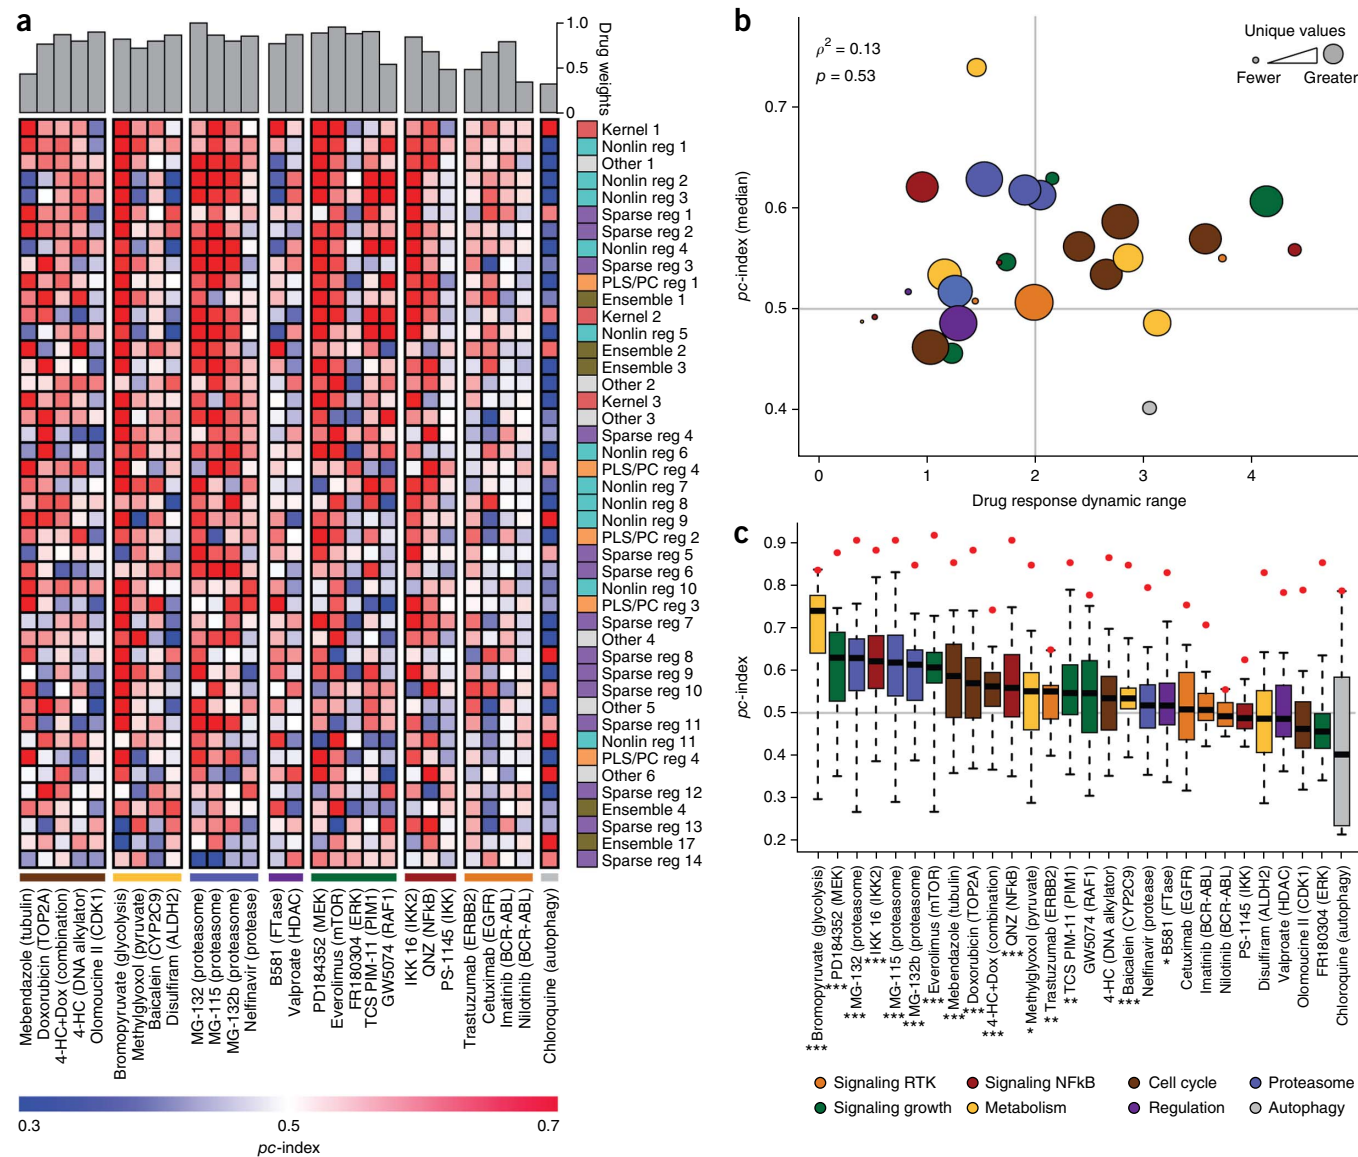 a
1.0
0.5
0
Drug weights
Kernel 1
Nonlin reg 1
Other 1
Nonlin reg 2
Nonlin reg 3
Sparse reg 1
Sparse reg 2
Nonlin reg 4
Sparse reg 3
PLS/PC reg 1
Ensemble 1
Kernel 2
Nonlin reg 5
Ensemble 2
Ensemble 3
Other 2
Kernel 3
Other 3
Sparse reg 4
Nonlin reg 6
PLS/PC reg 4
Nonlin reg 7
Nonlin reg 8
Nonlin reg 9
PLS/PC reg 2
Sparse reg 5
Sparse reg 6
Nonlin reg 10
PLS/PC reg 3
Sparse reg 7
Other 4
Sparse reg 8
Sparse reg 9
Sparse reg 10
Other 5
Sparse reg 11
Nonlin reg 11
PLS/PC reg 4
Other 6
Sparse reg 12
Ensemble 4
Sparse reg 13
Ensemble 17
Sparse reg 14
Mebendazole (tubulin)
Doxorubicin (TOP2A)
4-HC+Dox (combination)
4-HC (DNA alkylator)
Olomoucine II (CDK1)
Bromopyruvate (glycolysis)
Methylglyoxol (pyruvate)
Baicalein (CYP2C9)
Disulfiram (ALDH2)
MG-132 (proteasome)
MG-115 (proteasome)
MG-132b (proteasome)
Nelfinavir (protease)
B581 (FTase)
Valproate (HDAC)
PD184352 (MEK)
Everolimus (mTOR)
FR180304 (ERK)
TCS PIM-11 (PIM1)
GW5074 (RAF1)
IKK 16 (IKK2)
QNZ (NFkB)
PS-1145 (IKK)
Trastuzumab (ERBB2)
Cetuximab (EGFR)
Imatinib (BCR-ABL)
Nilotinib (BCR-ABL)
Chloroquine (autophagy)
0.3
0.5
0.7
pc-index
b
ρ² = 0.13
p = 0.53
Unique values
Fewer
Greater
0.7
0.6
0.5
0.4
pc-index (median)
0
1
2
3
4
Drug response dynamic range
c
0.9
0.8
0.7
0.6
0.5
0.4
0.3
0.2
pc-index
*** Bromopyruvate (glycolysis)
*** PD184352 (MEK)
*** MG-132 (proteasome)
*** IKK 16 (IKK2)
*** MG-115 (proteasome)
*** MG-132b (proteasome)
*** Everolimus (mTOR)
*** Mebendazole (tubulin)
*** Doxorubicin (TOP2A)
*** 4-HC+Dox (combination)
*** QNZ (NFkB)
* Methylglyoxol (pyruvate)
** Trastuzumab (ERBB2)
* TCS PIM-11 (PIM1)
GW5074 (RAF1)
4-HC (DNA alkylator)
*** Baicalein (CYP2C9)
Nelfinavir (protease)
* B581 (FTase)
Cetuximab (EGFR)
Imatinib (BCR-ABL)
Nilotinib (BCR-ABL)
PS-1145 (IKK)
Disulfiram (ALDH2)
Valproate (HDAC)
Olomoucine II (CDK1)
FR180304 (ERK)
Chloroquine (autophagy)
Signaling RTK
Signaling NFkB
Cell cycle
Proteasome
Signaling growth
Metabolism
Regulation
Autophagy